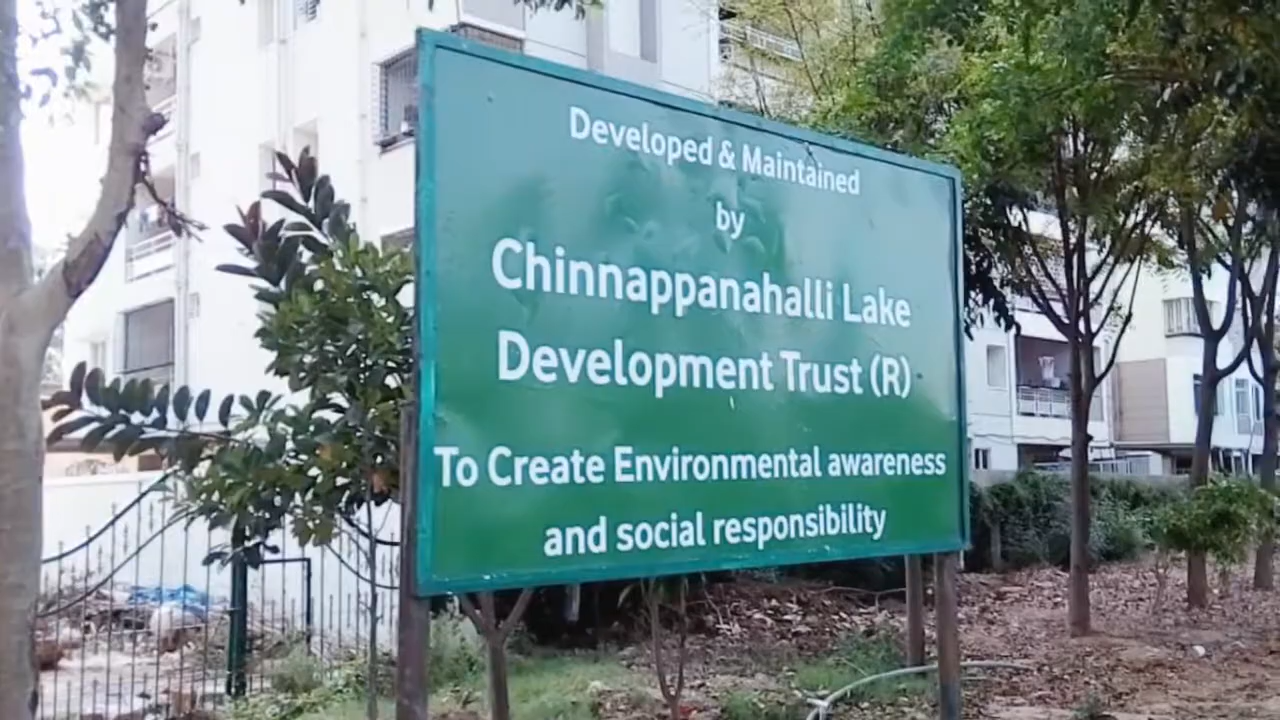 Developed & Maintained
by
Chinnappanahalli Lake
Development Trust (R)
To Create Environmental awareness
and social responsibility